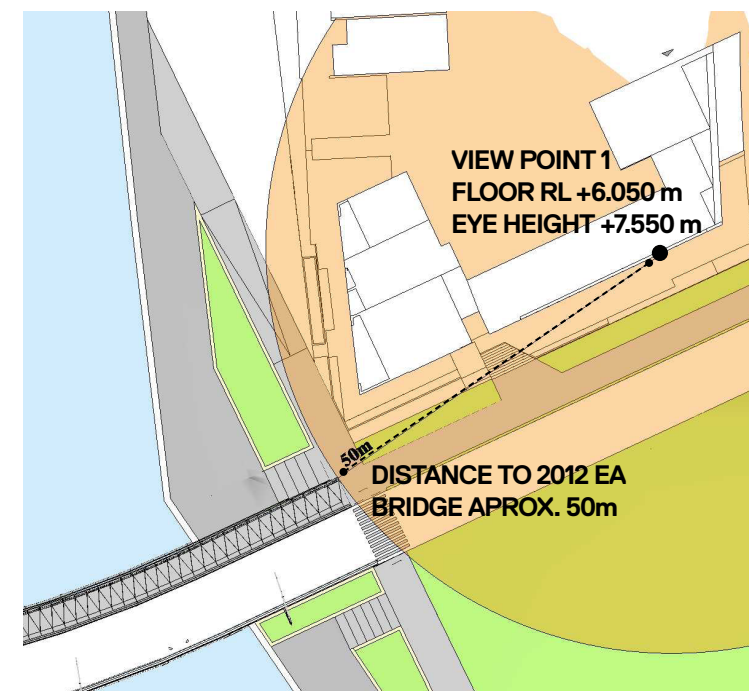 VIEW POINT 1
FLOOR RL +6.050 m
EYE HEIGHT +7.550 m
50m
DISTANCE TO 2012 EA
BRIDGE APROX. 50m